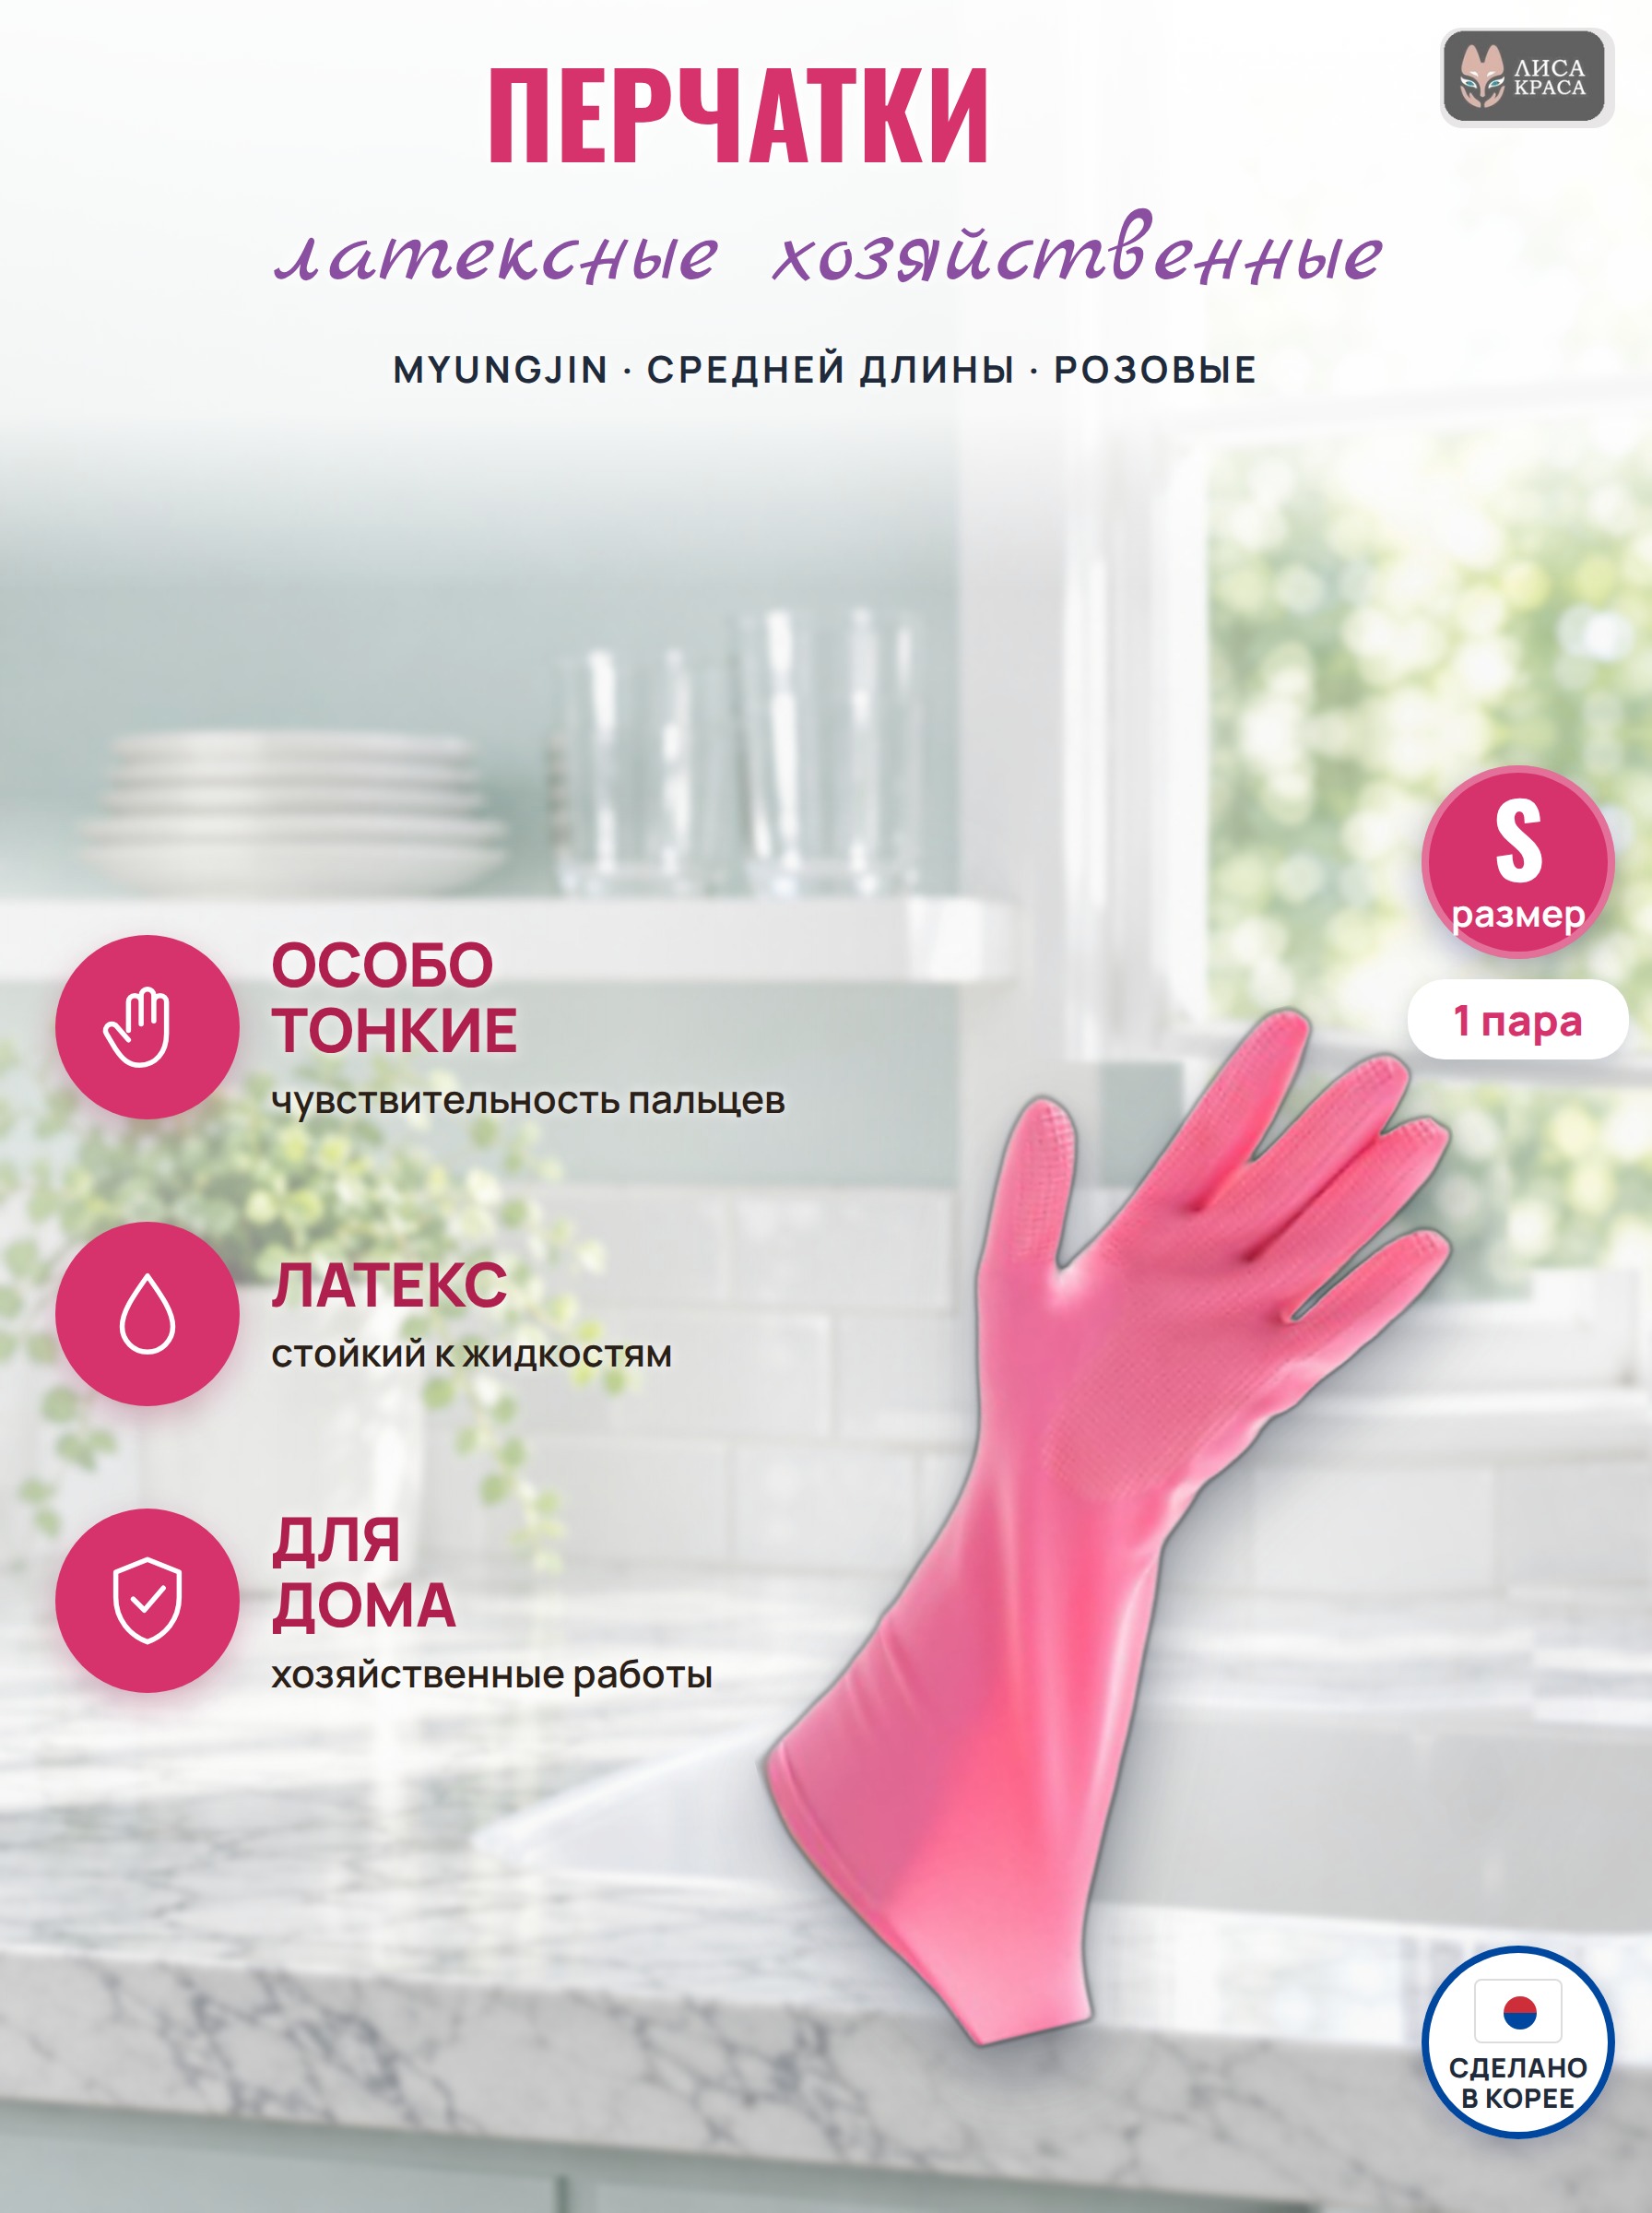 ПЕРЧАТКИ
ЛИСА
КРАСА
латексные хозяйственные
MYUNGJIN · СРЕДНЕЙ ДЛИНЫ · РОЗОВЫЕ
S
размер
1 пара
ОСОБО
ТОНКИЕ
чувствительность пальцев
ЛАТЕКС
стойкий к жидкостям
ДЛЯ
ДОМА
хозяйственные работы
СДЕЛАНО
В КОРЕЕ